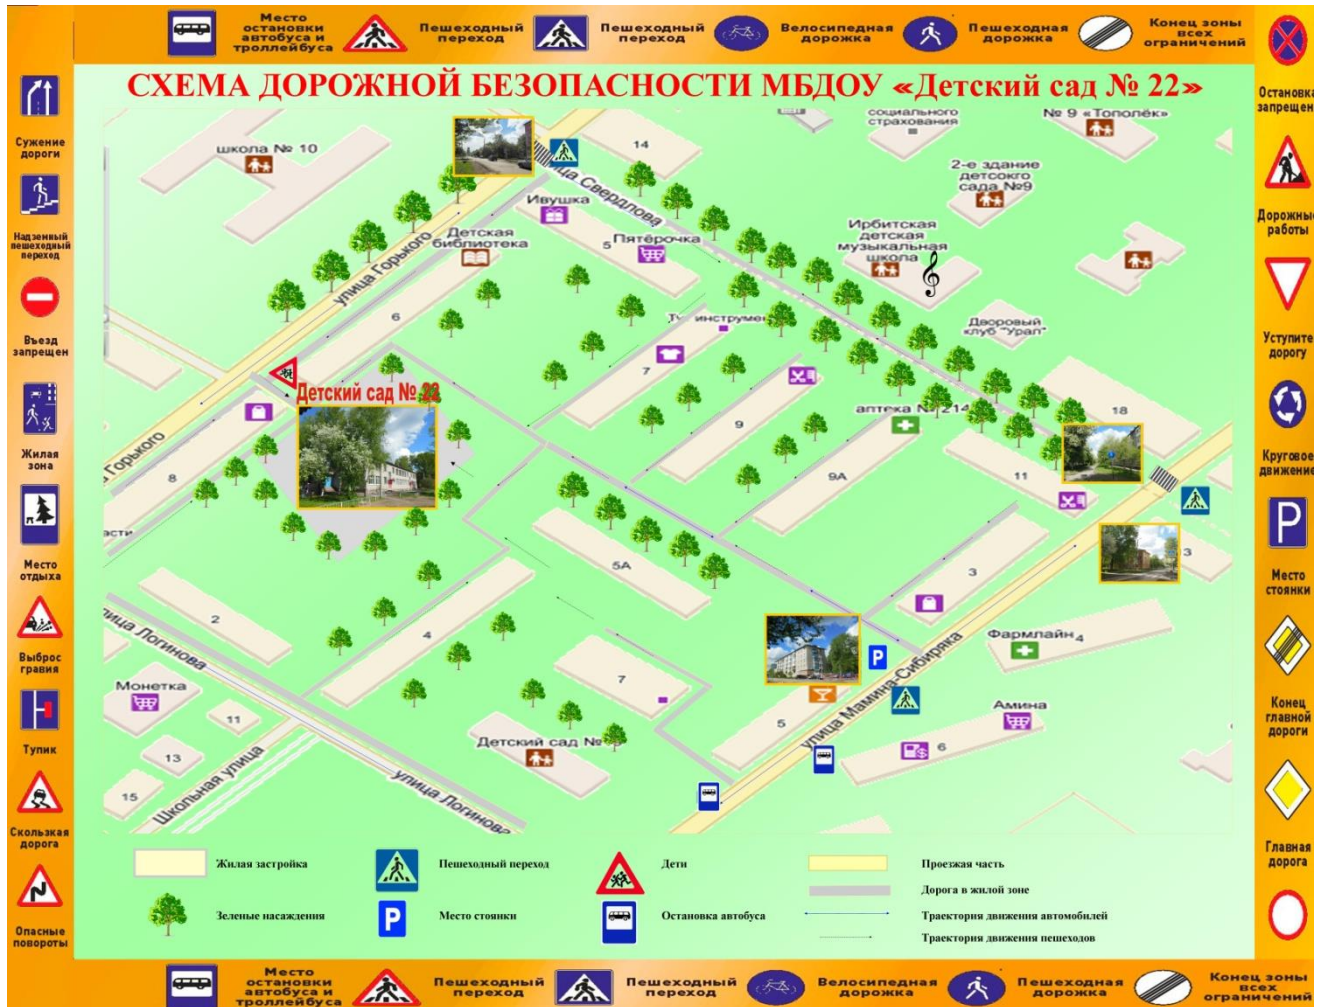 Место
остановки
автобуса и
троллейбуса
Пешеходный
переход
Пешеходный
переход
Велосипедная
дорожка
Пешеходная
дорожка
Конец зоны
всех
ограничений
СХЕМА ДОРОЖНОЙ БЕЗОПАСНОСТИ МБДОУ «Детский сад № 22»
Сужение
дороги
Надземный
пешеходный
переход
Въезд
запрещен
Жилая
зона
Место
отдыха
Выброс
гравия
Тупик
Скользкая
дорога
Опасные
повороты
Остановка
запрещен
Дорожные
работы
Уступите
дорогу
Круговое
движение
P
Место
стоянки
Конец
главной
дороги
Главная
дорога
школа № 10
14
социального
страхования
№ 9 «Тополёк»
2-е здание
детсокго
сада №9
улица Свердлова
Ивушка
5
Пятёрочка
Детская
библиотека
Ирбитская
детская
музыкальная
школа
улица Горького
6
инструме
Дворовый
клуб "Урал"
7
Детский сад № 22
Горького
8
9
аптека № 214
18
9А
11
асти
5А
3
3
2
4
улица Логинова
Фармлайн
4
P
7
Монетка
11
5
улица Мамина-Сибиряка
Амина
6
13
Детский сад №
15
Школьная улица
улица Логинова
Жилая застройка
Пешеходный переход
Дети
Проезжая часть
Дорога в жилой зоне
Зеленые насаждения
P
Место стоянки
Остановка автобуса
Траектория движения автомобилей
Траектория движения пешеходов
Место
остановки
автобуса и
троллейбуса
Пешеходный
переход
Пешеходный
переход
Велосипедная
дорожка
Пешеходная
дорожка
Конец зоны
всех
ограничений